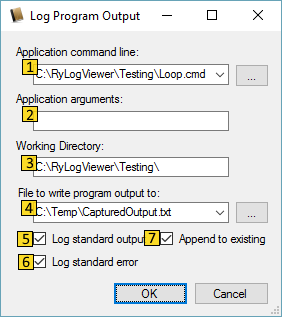 Log Program Output
Application command line:
1 C:\RyLogViewer\Testing\Loop.cmd ...
Application arguments:
2
Working Directory:
3 C:\RyLogViewer\Testing\
File to write program output to:
4 C:\Temp\CapturedOutput.txt ...
5 Log standard output 7 Append to existing
6 Log standard error
OK Cancel